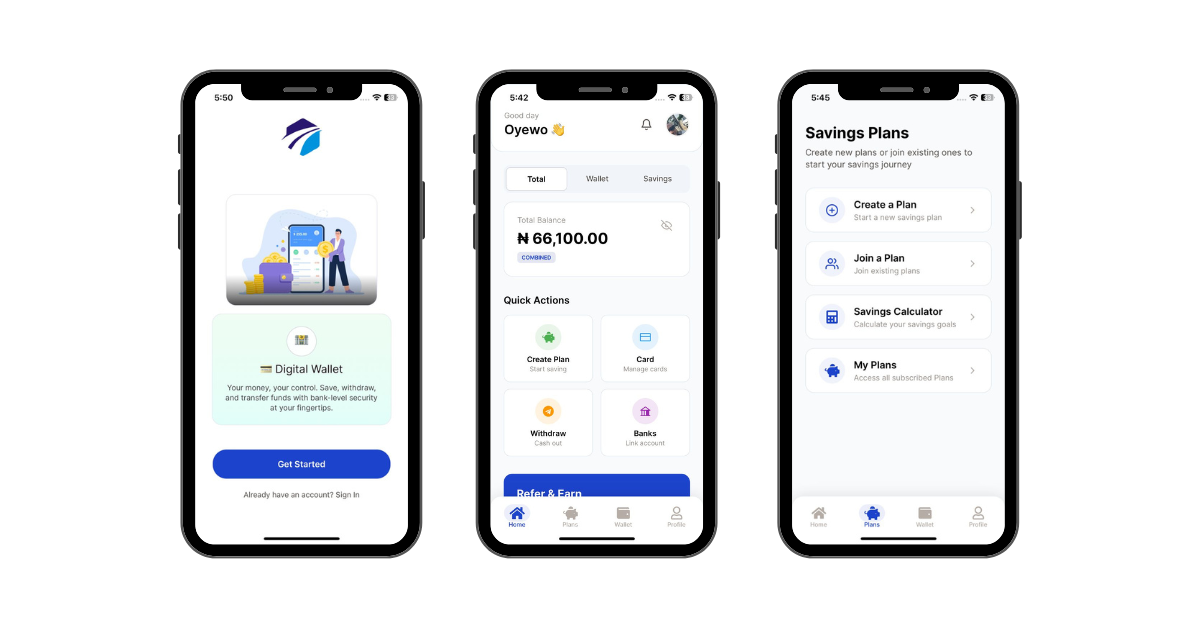 5:50
Digital Wallet
Your money, your control. Save, withdraw,
and transfer funds with bank-level security
at your fingertips.
Get Started
Already have an account? Sign In
5:42
Good day
Oyewo 👋
Total
Wallet
Savings
Total Balance
₦ 66,100.00
COMBINED
Quick Actions
Create Plan
Start saving
Card
Manage cards
Withdraw
Cash out
Banks
Link account
Refer & Earn
Home
Plans
Wallet
Profile
5:45
Savings Plans
Create new plans or join existing ones to
start your savings journey
Create a Plan
Start a new savings plan
Join a Plan
Join existing plans
Savings Calculator
Calculate your savings goals
My Plans
Access all subscribed Plans
Home
Plans
Wallet
Profile